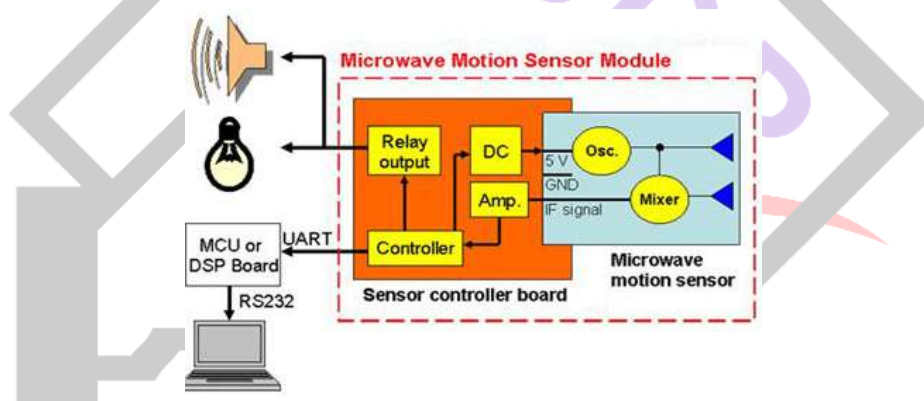 Microwave Motion Sensor Module
Relay
output
DC
Osc.
5 V
GND
Amp.
IF signal
Mixer
MCU or
DSP Board
UART
Controller
Microwave
motion sensor
Sensor controller board
RS232